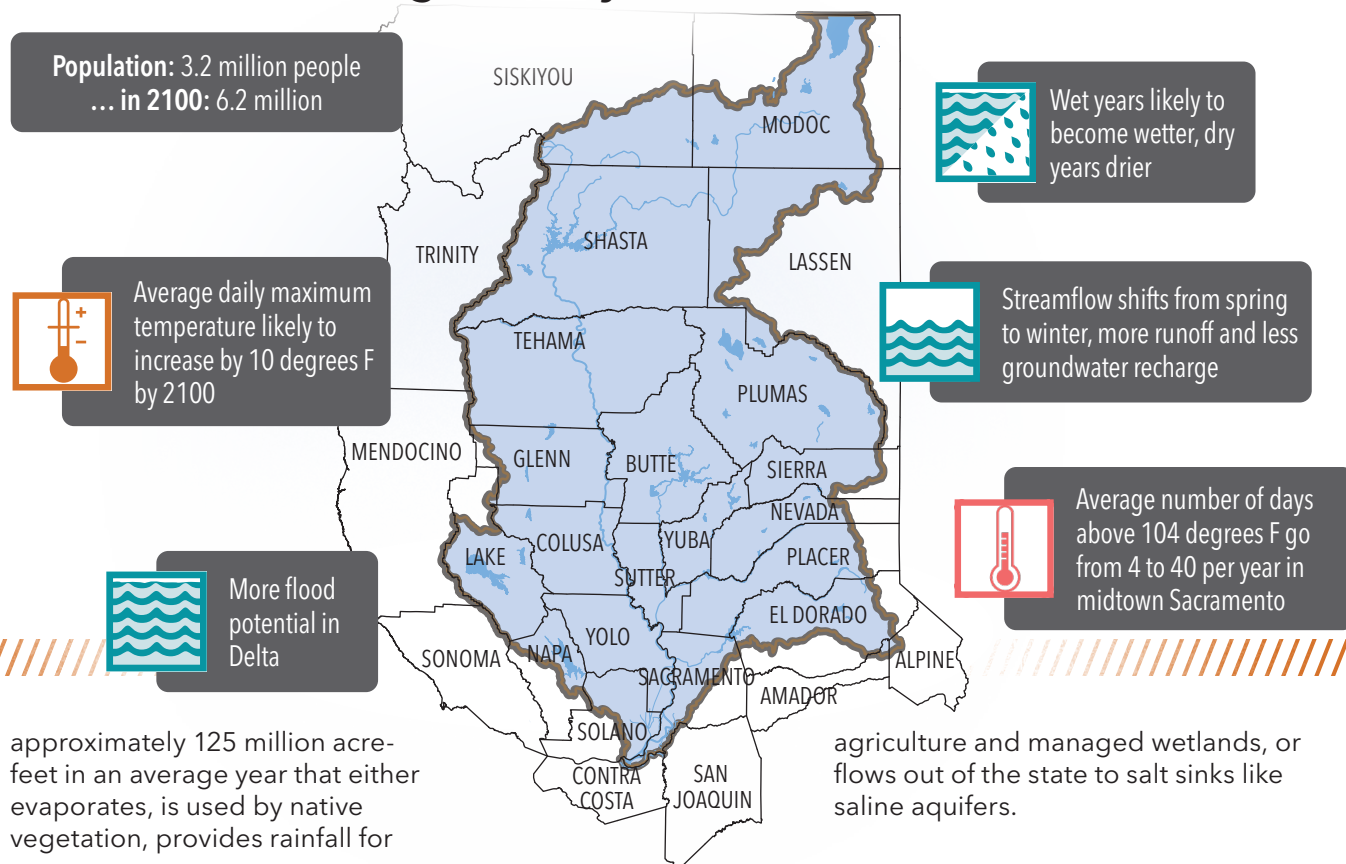 Population: 3.2 million people
... in 2100: 6.2 million
SISKIYOU
MODOC
Wet years likely to
become wetter, dry
years drier
TRINITY
SHASTA
LASSEN
Average daily maximum
temperature likely to
increase by 10 degrees F
by 2100
Streamflow shifts from spring
to winter, more runoff and less
groundwater recharge
TEHAMA
PLUMAS
MENDOCINO
GLENN
BUTTE
SIERRA
NEVADA
Average number of days
above 104 degrees F go
from 4 to 40 per year in
midtown Sacramento
LAKE
COLUSA
YUBA
PLACER
SUTTER
More flood
potential in
Delta
EL DORADO
YOLO
SONOMA
NAPA
ALPINE
SACRAMENTO
AMADOR
SOLANO
CONTRA
COSTA
SAN
JOAQUIN
approximately 125 million acre-
feet in an average year that either
evaporates, is used by native
vegetation, provides rainfall for
agriculture and managed wetlands, or
flows out of the state to salt sinks like
saline aquifers.